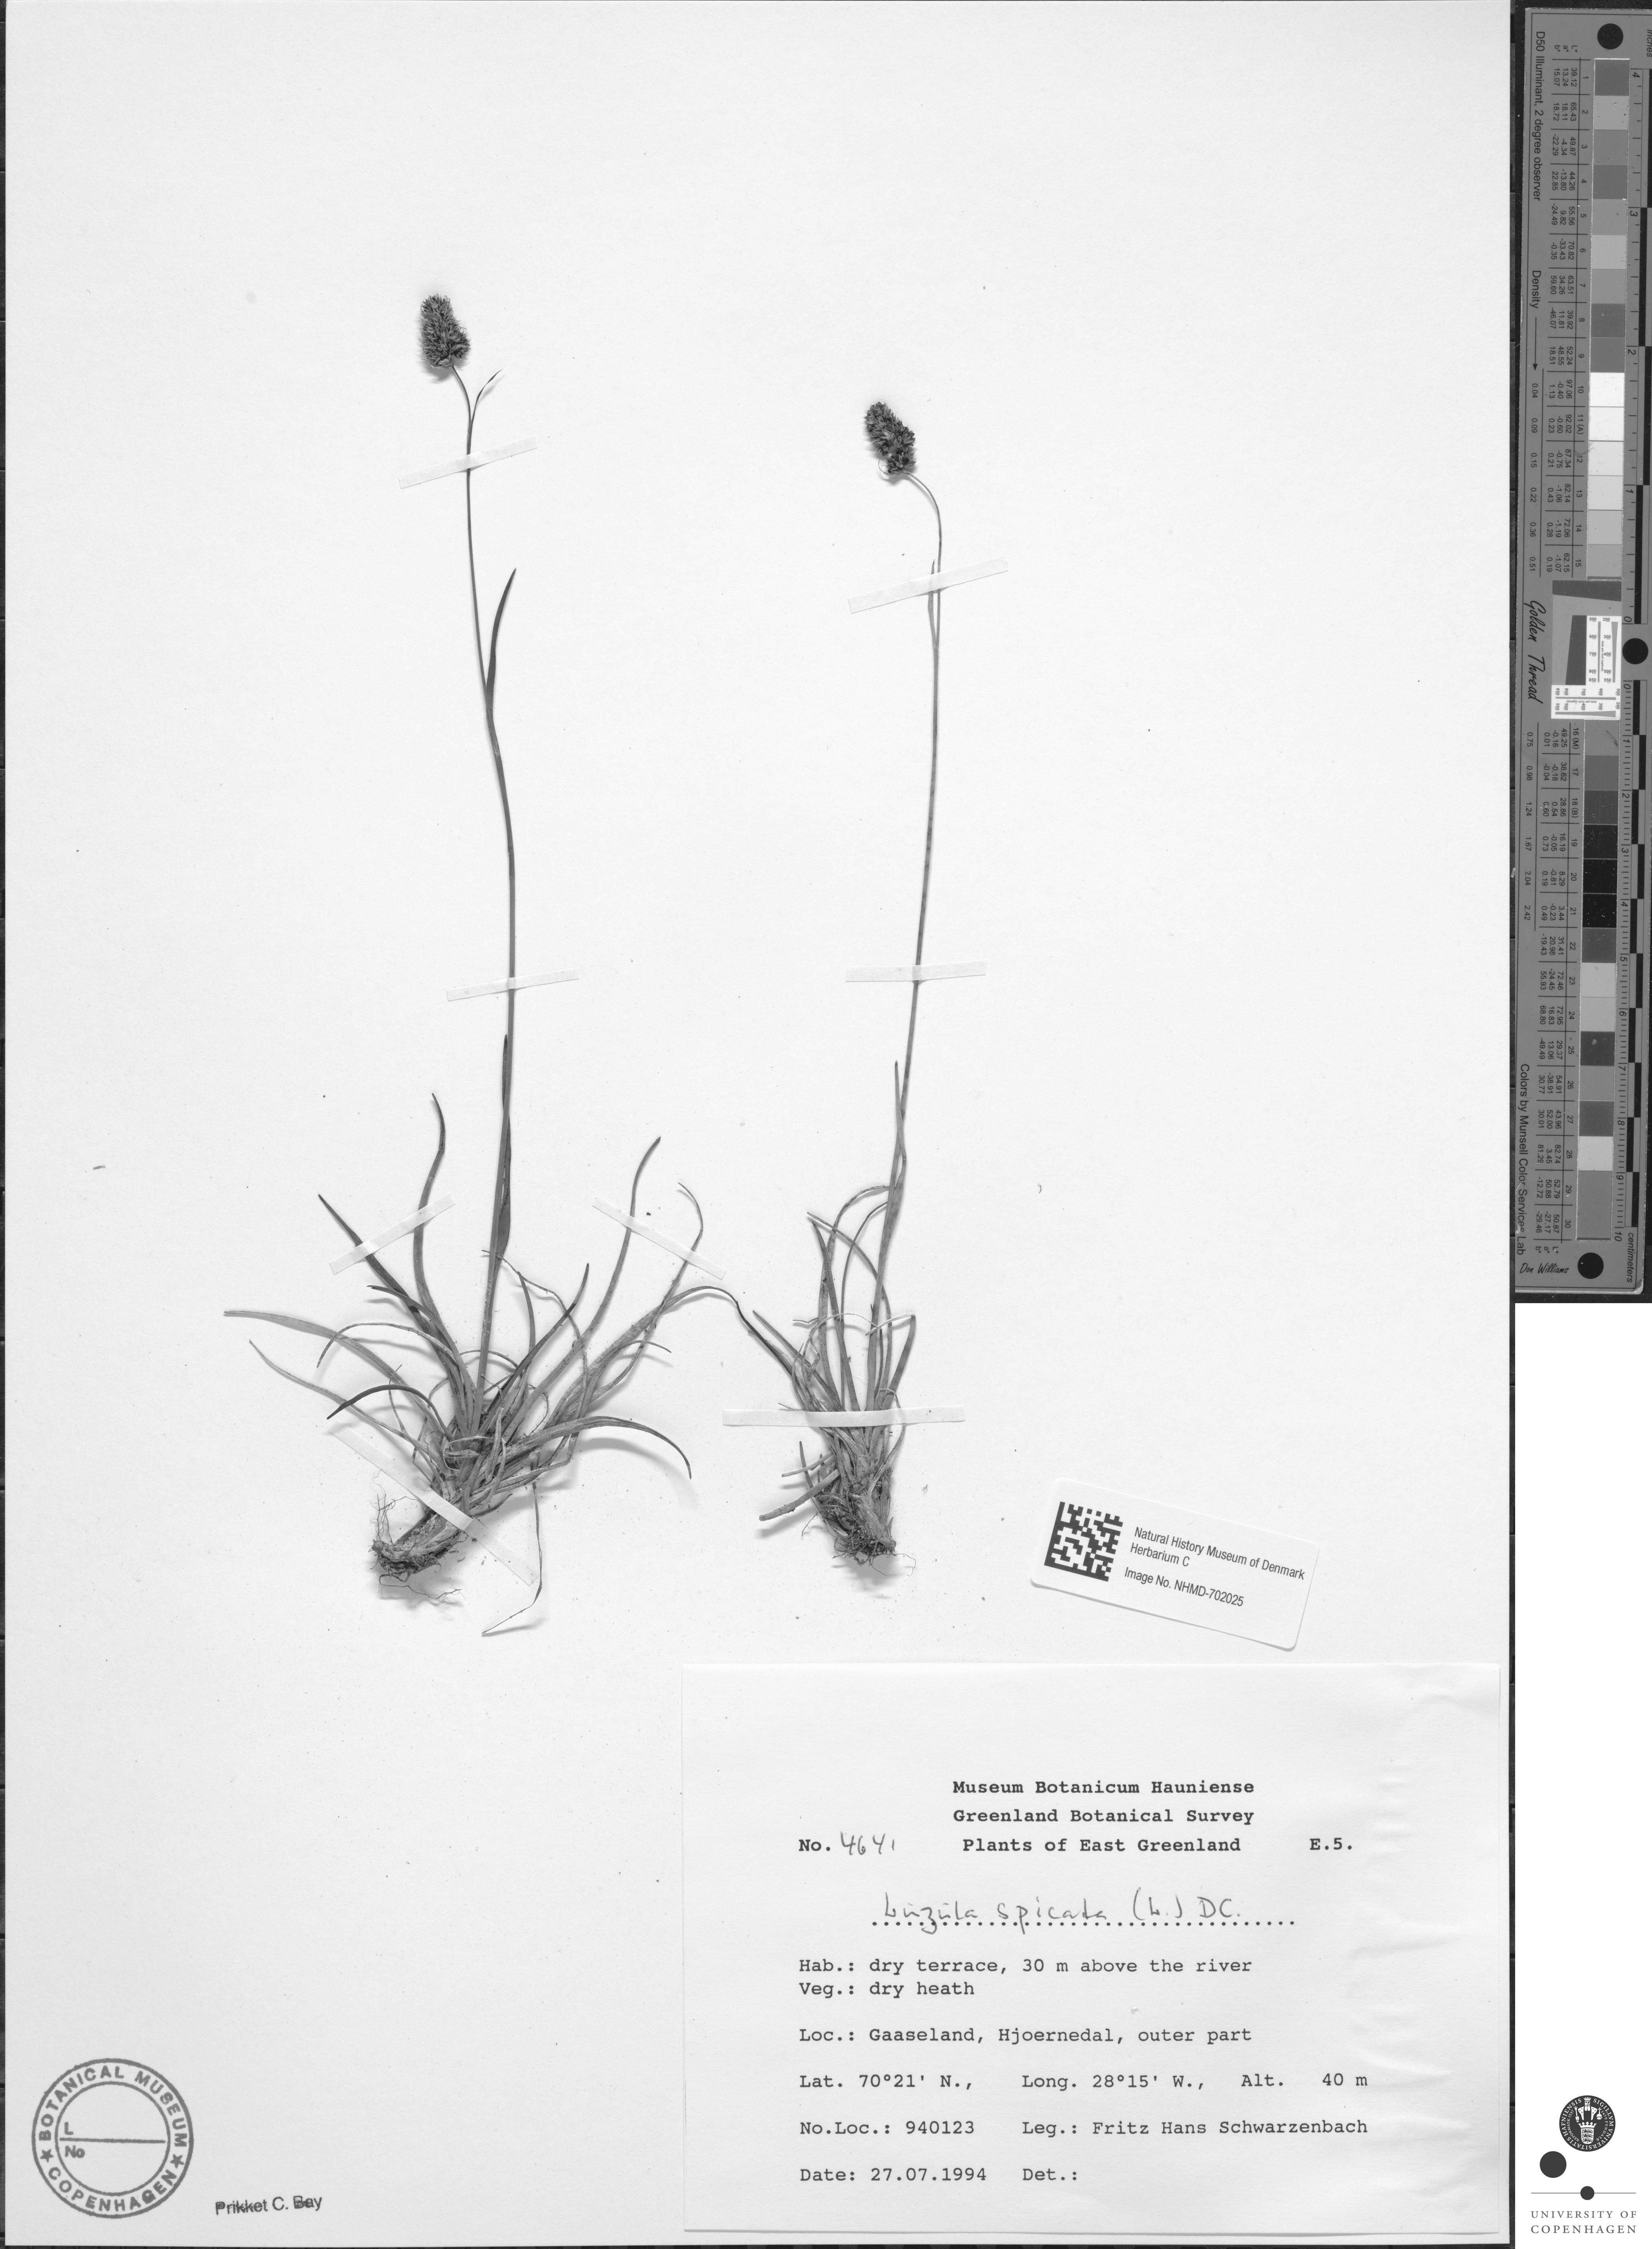 Natural History Museum of Denmark
Herbarium C
Image No. NHMD-702025
Museum Botanicum Hauniense
Greenland Botanical Survey
No. 4641 Plants of East Greenland E.5.
Luzula spicata (L.) DC.
Hab.: dry terrace, 30 m above the river
Veg.: dry heath
Loc.: Gaaseland, Hjoernedal, outer part
Lat. 70°21' N., Long. 28°15' W., Alt. 40 m
No.Loc.: 940123 Leg.: Fritz Hans Schwarzenbach
Date: 27.07.1994 Det.:
BOTANICAL MUSEUM
L
No
COPENHAGEN
Prikket C. Bay
D50 Illuminant, 2 degree observer
Density
Golden Thread
Colors by Munsell Color Services Lab
Don Williams
inches
centimeters
UNIVERSITY OF
COPENHAGEN